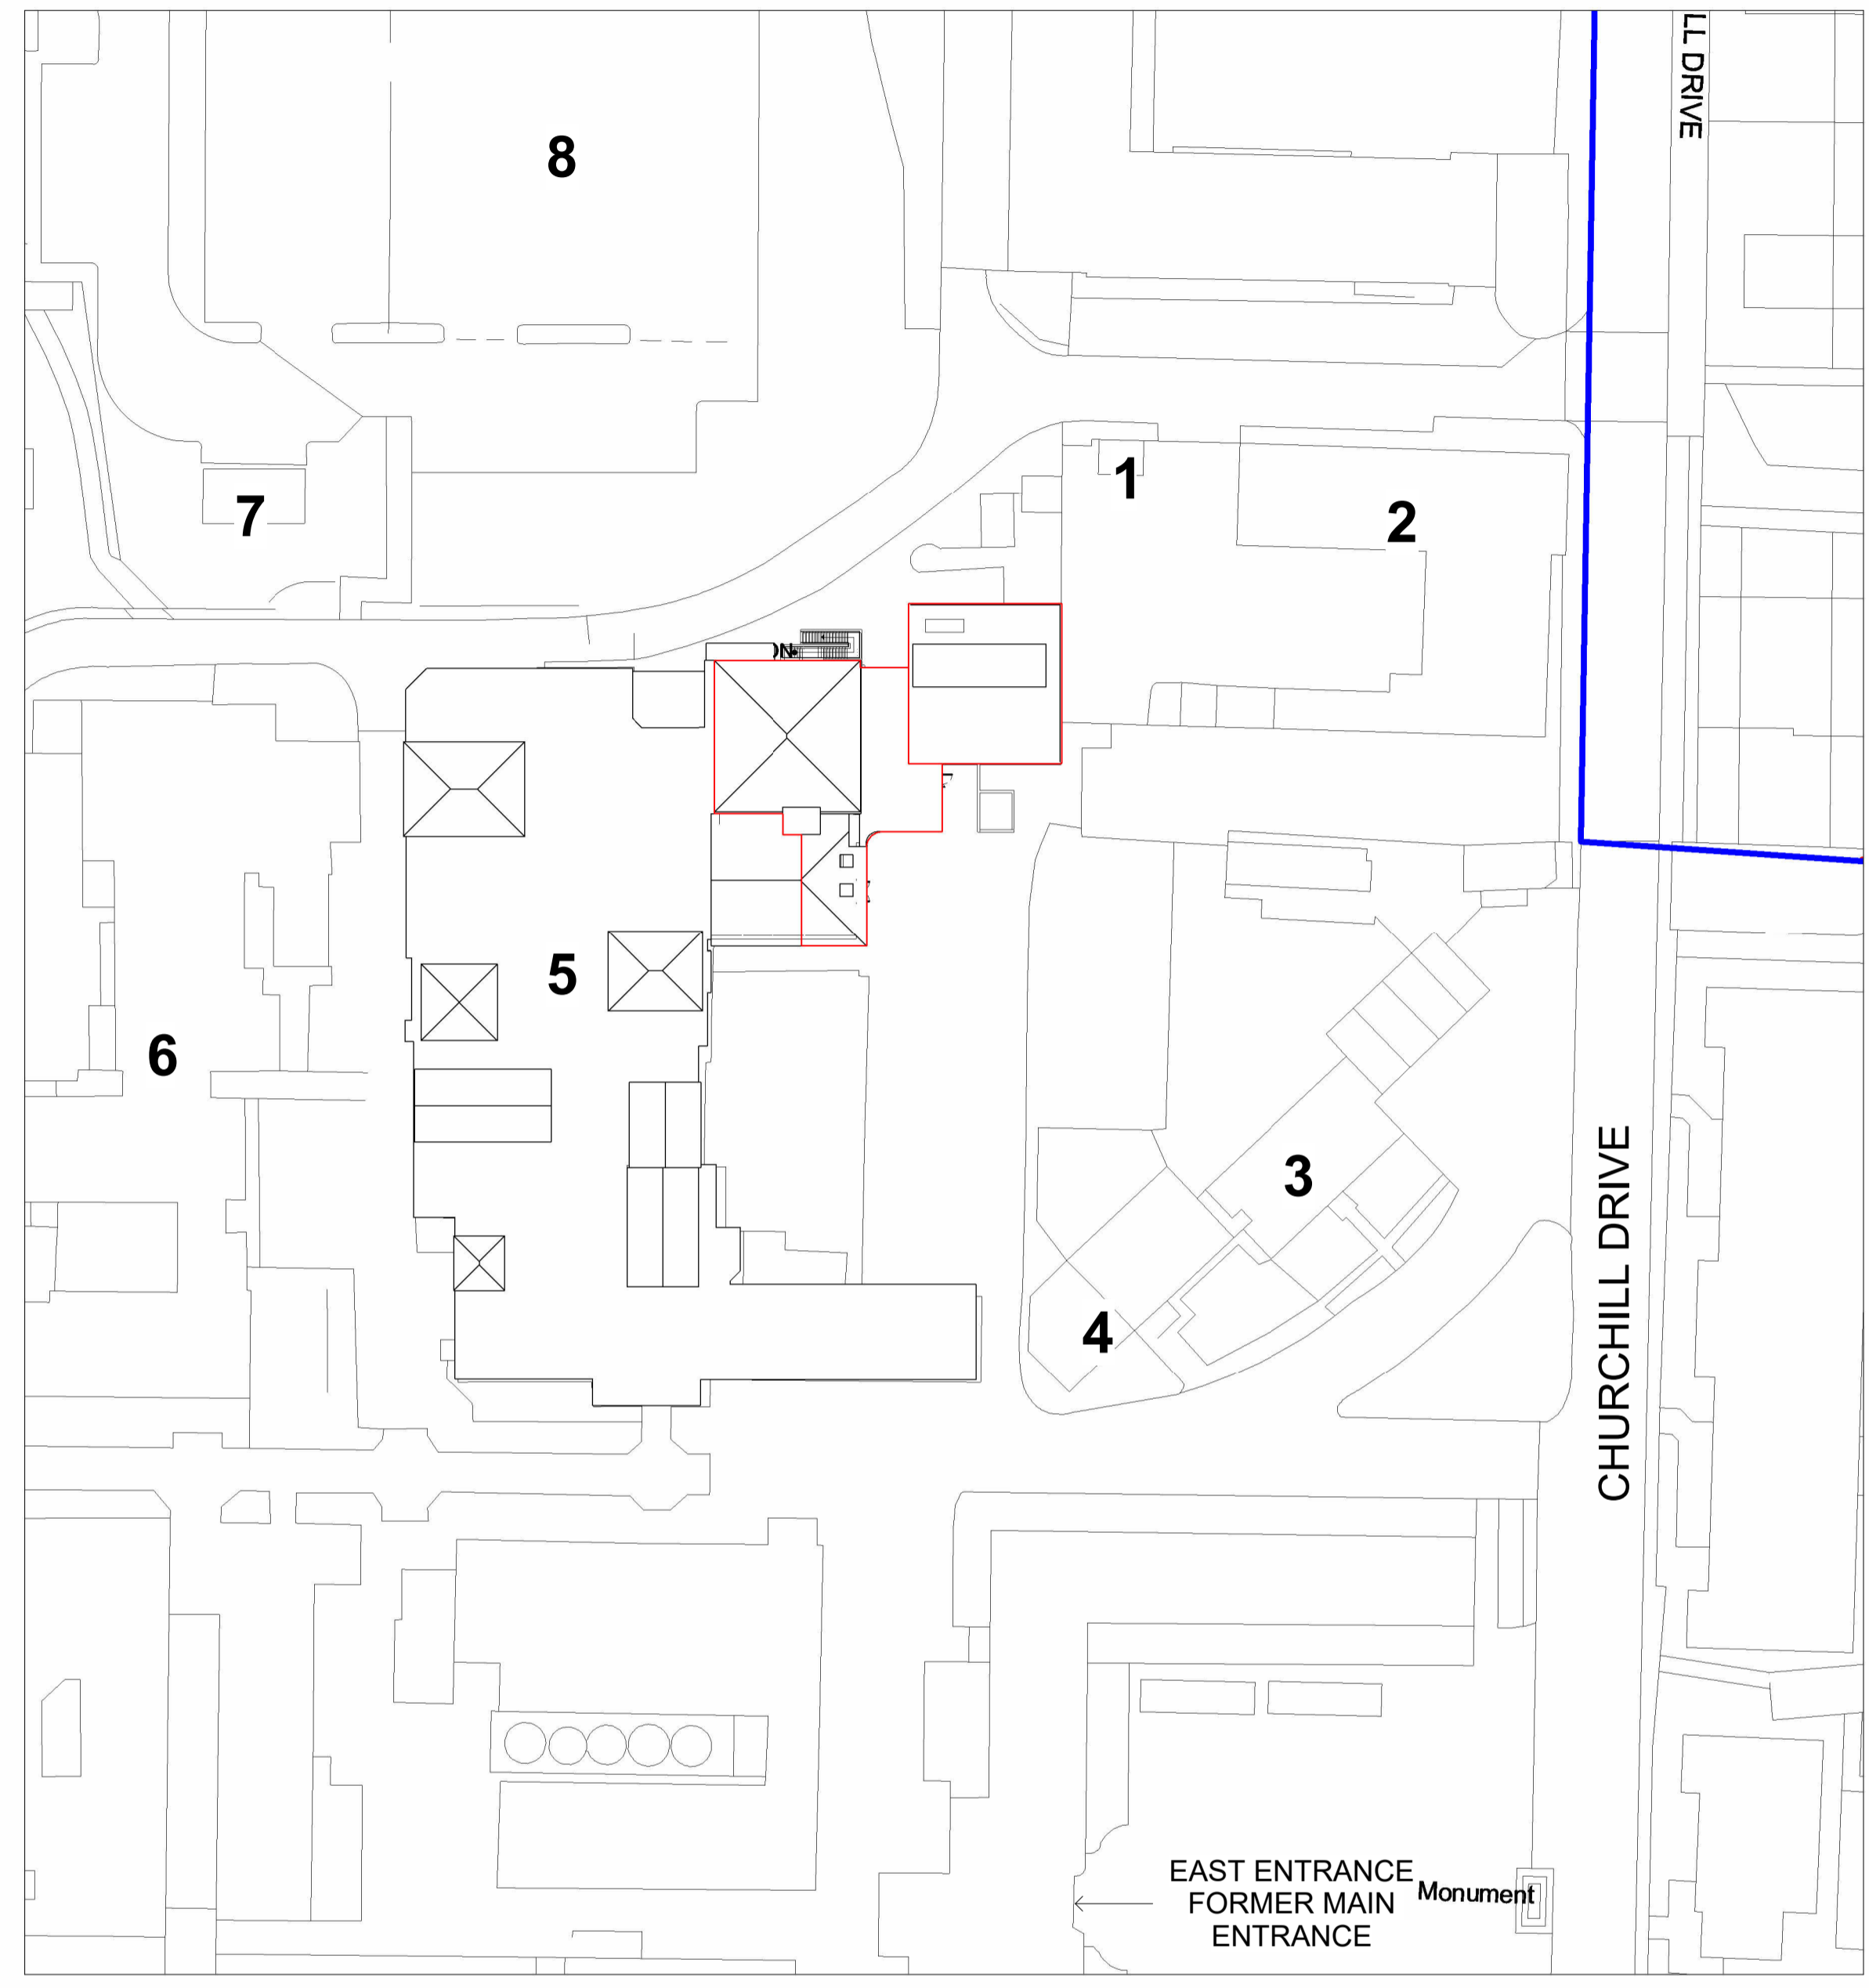 LL DRIVE
8
1
2
7
5
6
3
4
CHURCHILL DRIVE
EAST ENTRANCE
FORMER MAIN
ENTRANCE
Monument